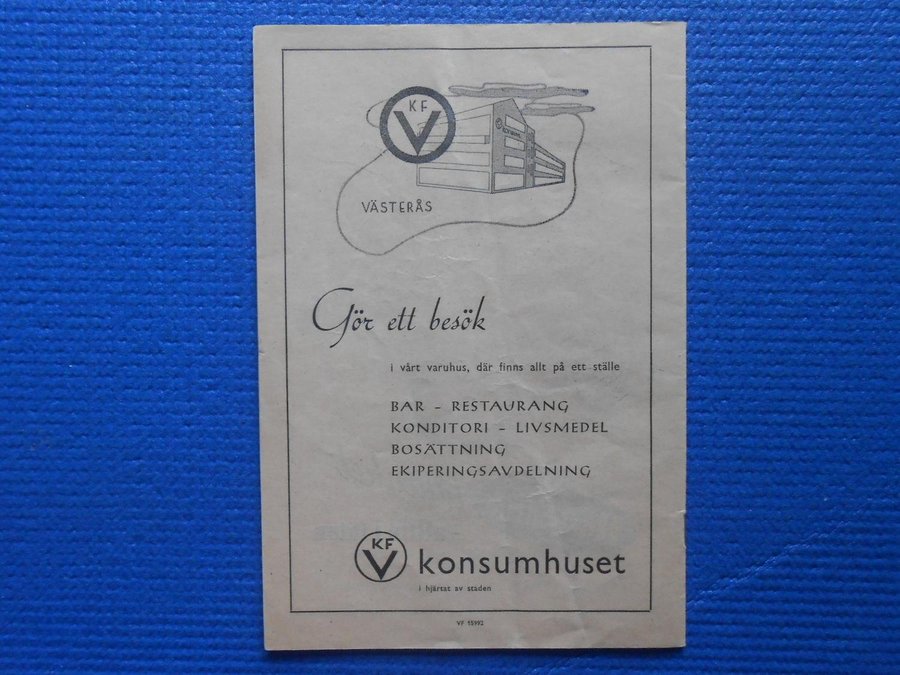 KF
V
VÄSTERÅS
Gör ett besök
i vårt varuhus, där finns allt på ett ställe
BAR - RESTAURANG
KONDITORI - LIVSMEDEL
BOSÄTTNING
EKIPERINGSAVDELNING
KF
V
konsumhuset
i hjärtat av staden
VF 55992